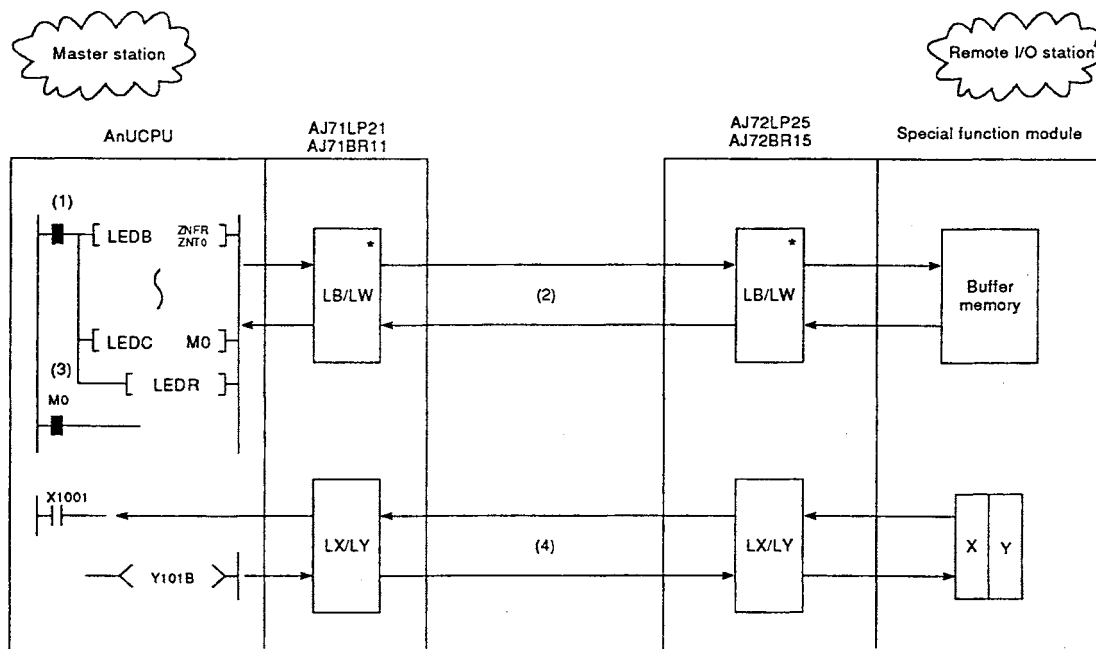 Master station
Remote I/O station
AnUCPU
AJ71LP21
AJ71BR11
AJ72LP25
AJ72BR15
Special function module
(1)
LEDB ZNFR
ZNT0
*
LB/LW
(2)
*
LB/LW
Buffer
memory
LEDC M0
(3)
LEDR
M0
X1001
LX/LY
(4)
LX/LY
X Y
Y101B